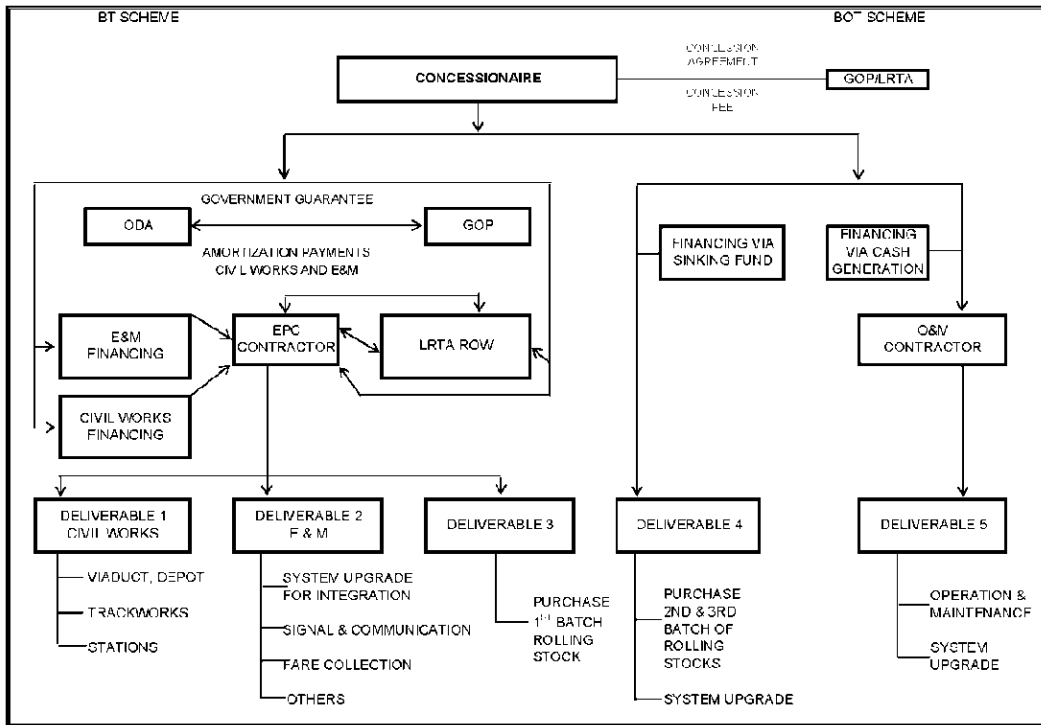 BT SCHEME
BOT SCHEME
CONCESSIONAIRE
CONCESSION
AGREEMENT
CONCESSION
FEE
GOP/LRTA
GOVERNMENT GUARANTEE
ODA
GOP
AMORTIZATION PAYMENTS
CIVIL WORKS AND E&M
FINANCING VIA
SINKING FUND
FINANCING
VIA CASH
GENERATION
E&M
FINANCING
EPC
CONTRACTOR
LRTA ROW
O&M
CONTRACTOR
CIVIL WORKS
FINANCING
DELIVERABLE 1
CIVIL WORKS
DELIVERABLE 2
E & M
DELIVERABLE 3
DELIVERABLE 4
DELIVERABLE 5
VIADUCT, DEPOT
TRACKWORKS
STATIONS
SYSTEM UPGRADE
FOR INTEGRATION
SIGNAL & COMMUNICATION
FARE COLLECTION
OTHERS
PURCHASE
1ST BATCH
ROLLING
STOCK
PURCHASE
2ND & 3RD
BATCH OF
ROLLING
STOCKS
SYSTEM UPGRADE
OPERATION &
MAINTENANCE
SYSTEM
UPGRADE